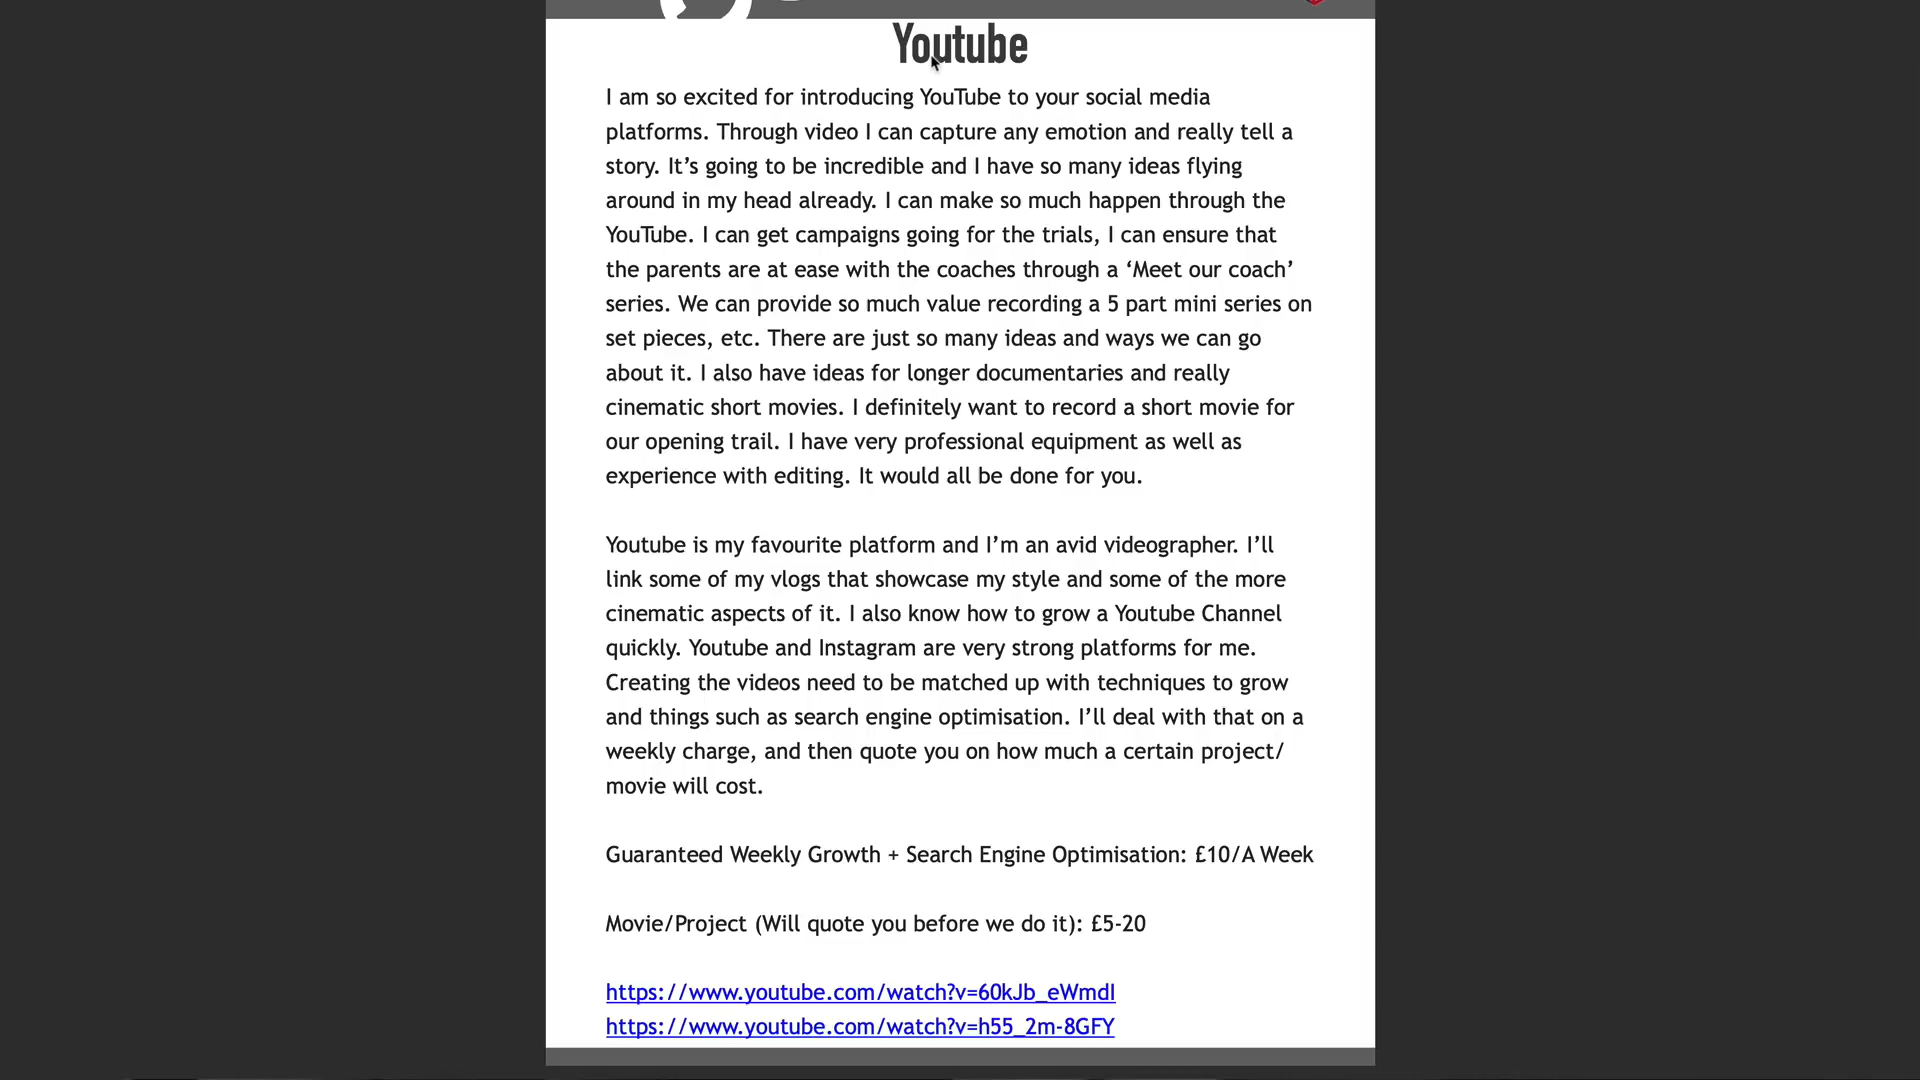 Youtube
I am so excited for introducing YouTube to your social media
platforms. Through video I can capture any emotion and really tell a
story. It’s going to be incredible and I have so many ideas flying
around in my head already. I can make so much happen through the
YouTube. I can get campaigns going for the trials, I can ensure that
the parents are at ease with the coaches through a ‘Meet our coach’
series. We can provide so much value recording a 5 part mini series on
set pieces, etc. There are just so many ideas and ways we can go
about it. I also have ideas for longer documentaries and really
cinematic short movies. I definitely want to record a short movie for
our opening trail. I have very professional equipment as well as
experience with editing. It would all be done for you.
Youtube is my favourite platform and I’m an avid videographer. I’ll
link some of my vlogs that showcase my style and some of the more
cinematic aspects of it. I also know how to grow a Youtube Channel
quickly. Youtube and Instagram are very strong platforms for me.
Creating the videos need to be matched up with techniques to grow
and things such as search engine optimisation. I’ll deal with that on a
weekly charge, and then quote you on how much a certain project/
movie will cost.
Guaranteed Weekly Growth + Search Engine Optimisation: £10/A Week
Movie/Project (Will quote you before we do it): £5-20
https://www.youtube.com/watch?v=60kJb_eWmdI
https://www.youtube.com/watch?v=h55_2m-8GFY